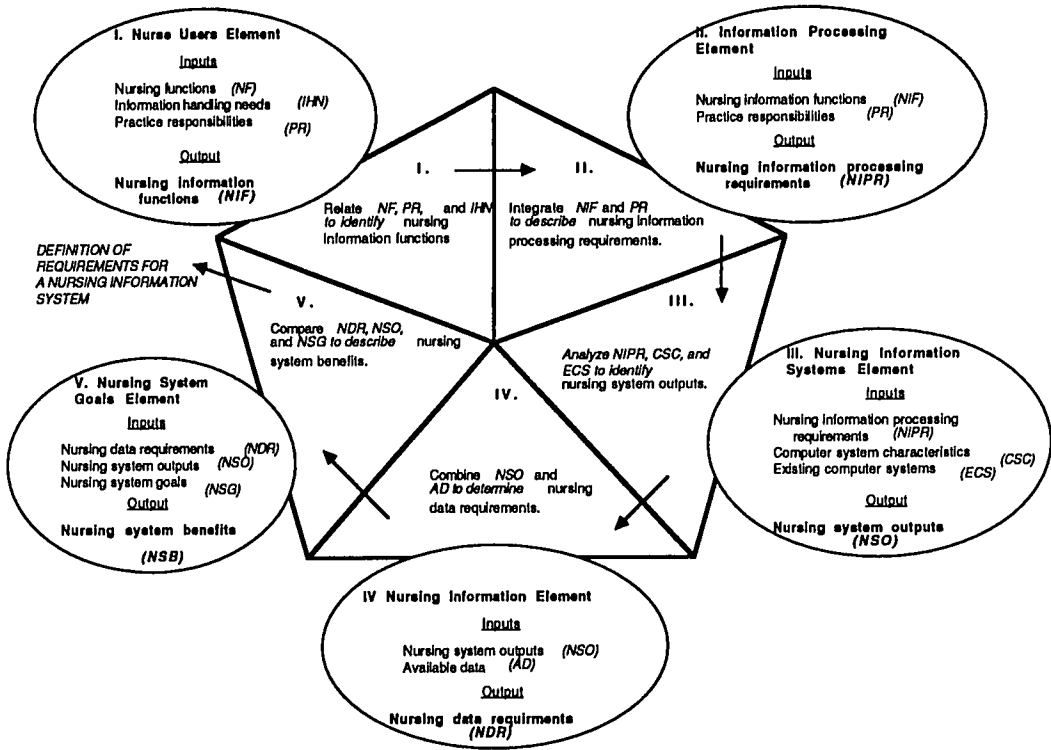 I. Nurse Users Element
Inputs
Nursing functions (NF)
Information handling needs (IHN)
Practice responsibilities (PR)
Output
Nursing information
functions (NIF)
II. Information Processing
Element
Inputs
Nursing information functions (NIF)
Practice responsibilities (PR)
Output
Nursing information processing
requirements (NIPR)
I.
Relate NF, PR, and IHN
to identify nursing
Information functions
II.
Integrate NIF and PR
to describe nursing information
processing requirements.
III.
Analyze NIPR, CSC, and
ECS to identify
nursing system outputs.
IV.
Combine NSO and
AD to determine nursing
data requirements.
V.
Compare NDR, NSO,
and NSG to describe nursing
system benefits.
DEFINITION OF
REQUIREMENTS FOR
A NURSING INFORMATION
SYSTEM
III. Nursing Information
Systems Element
Inputs
Nursing information processing
requirements (NIPR)
Computer system characteristics (CSC)
Existing computer systems (ECS)
Output
Nursing system outputs
(NSO)
IV Nursing Information Element
Inputs
Nursing system outputs (NSO)
Available data (AD)
Output
Nursing data requirments
(NDR)
V. Nursing System
Goals Element
Inputs
Nursing data requirements (NDR)
Nursing system outputs (NSO)
Nursing system goals (NSG)
Output
Nursing system benefits
(NSB)